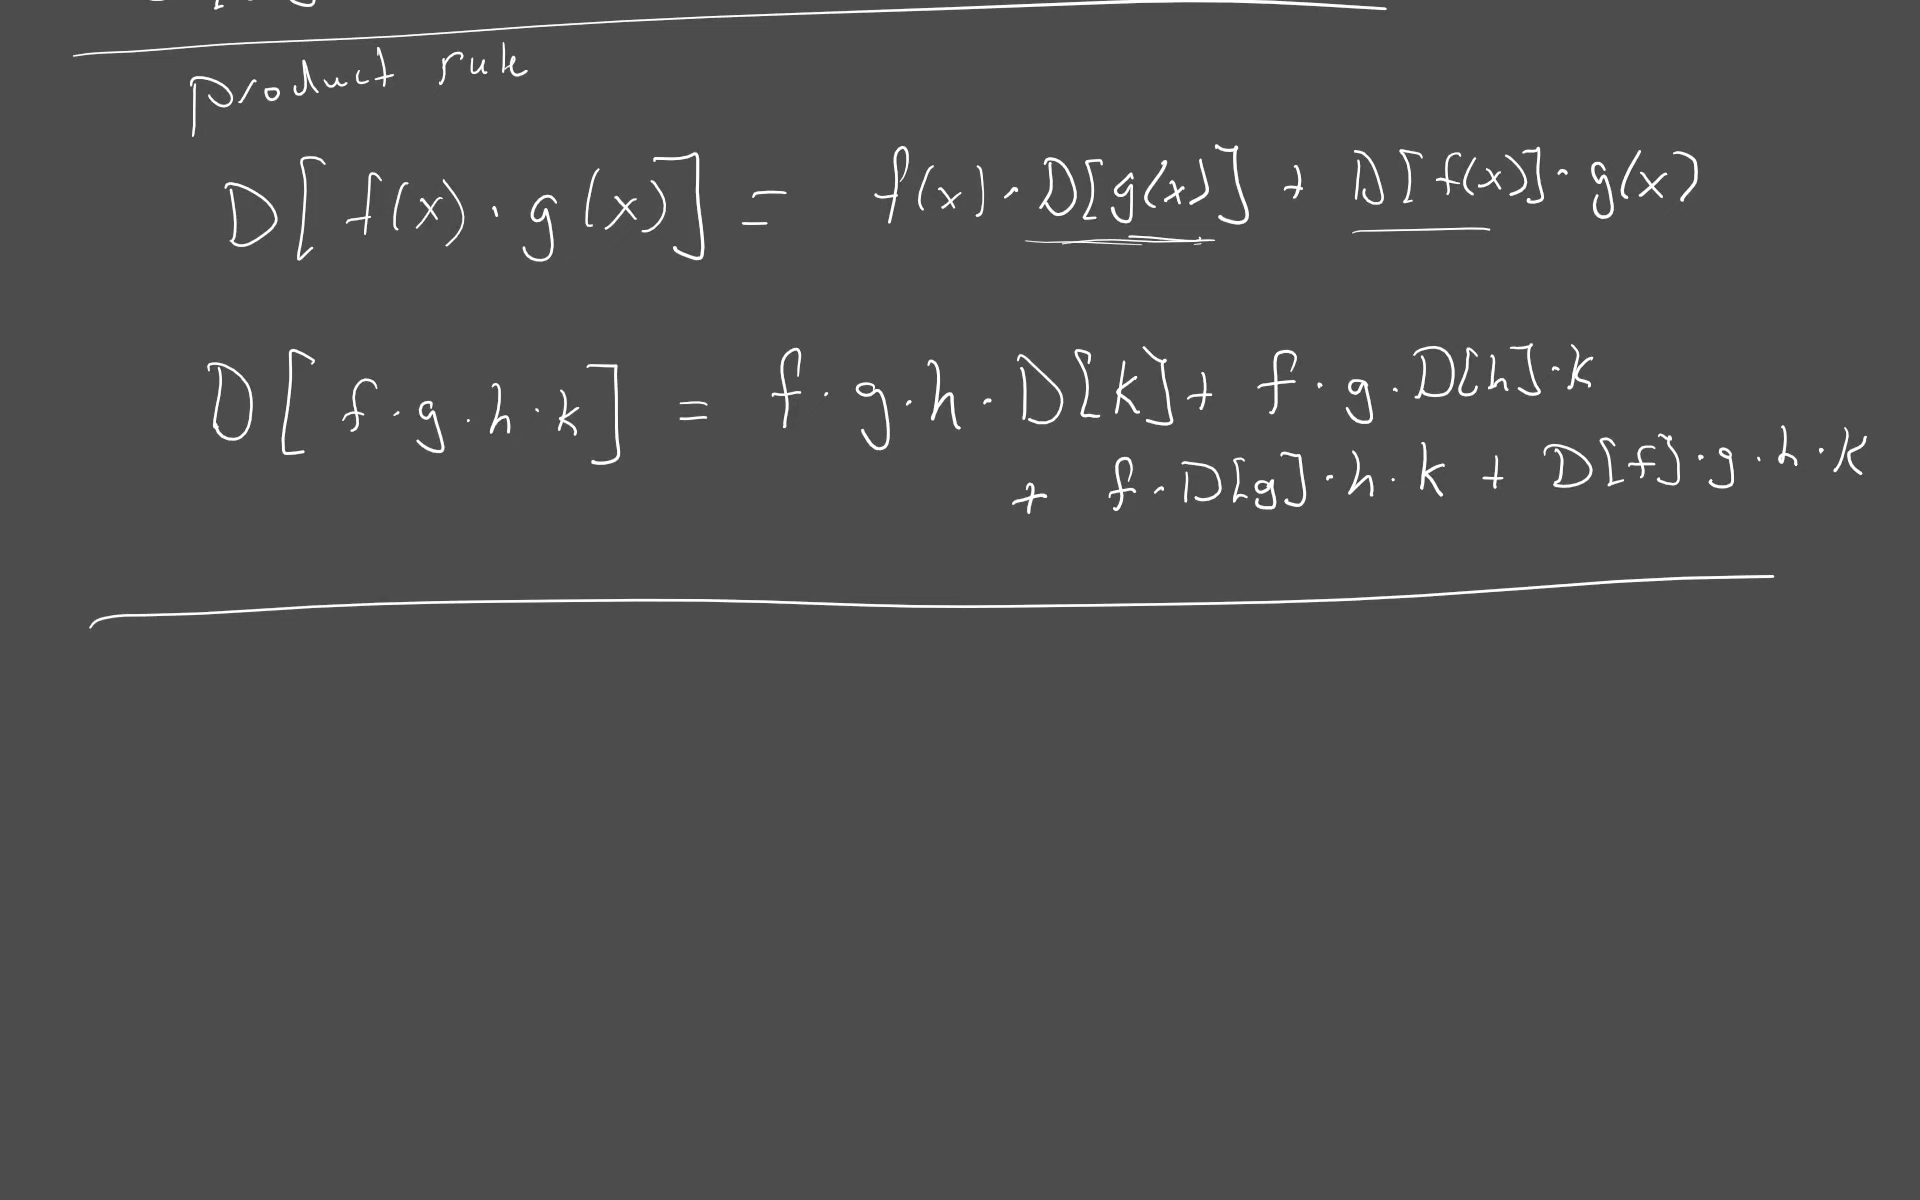 product rule
D[f(x)·g(x)] = f(x)·D[g(x)] + D[f(x)]·g(x)
D[f·g·h·k] = f·g·h·D[k] + f·g·D[h]·k
+ f·D[g]·h·k + D[f]·g·h·k